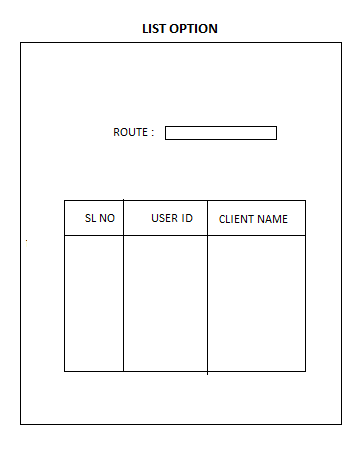 LIST OPTION
ROUTE :
SL NO USER ID CLIENT NAME